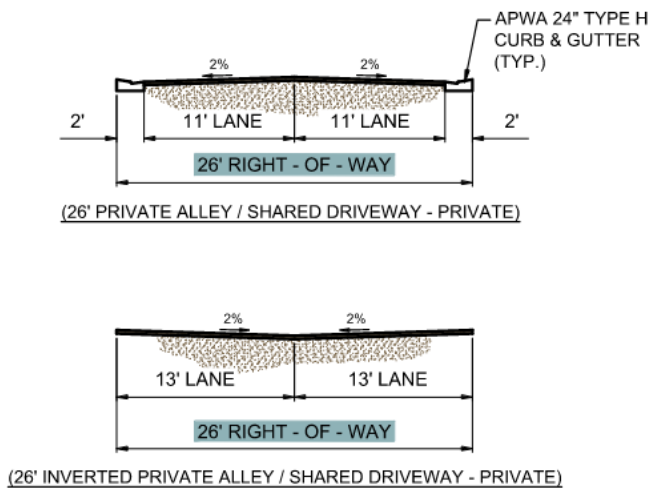 APWA 24" TYPE H
CURB & GUTTER
(TYP.)
2% 2%
2' 11' LANE 11' LANE 2'
26' RIGHT - OF - WAY
(26' PRIVATE ALLEY / SHARED DRIVEWAY - PRIVATE)
2% 2%
13' LANE 13' LANE
26' RIGHT - OF - WAY
(26' INVERTED PRIVATE ALLEY / SHARED DRIVEWAY - PRIVATE)